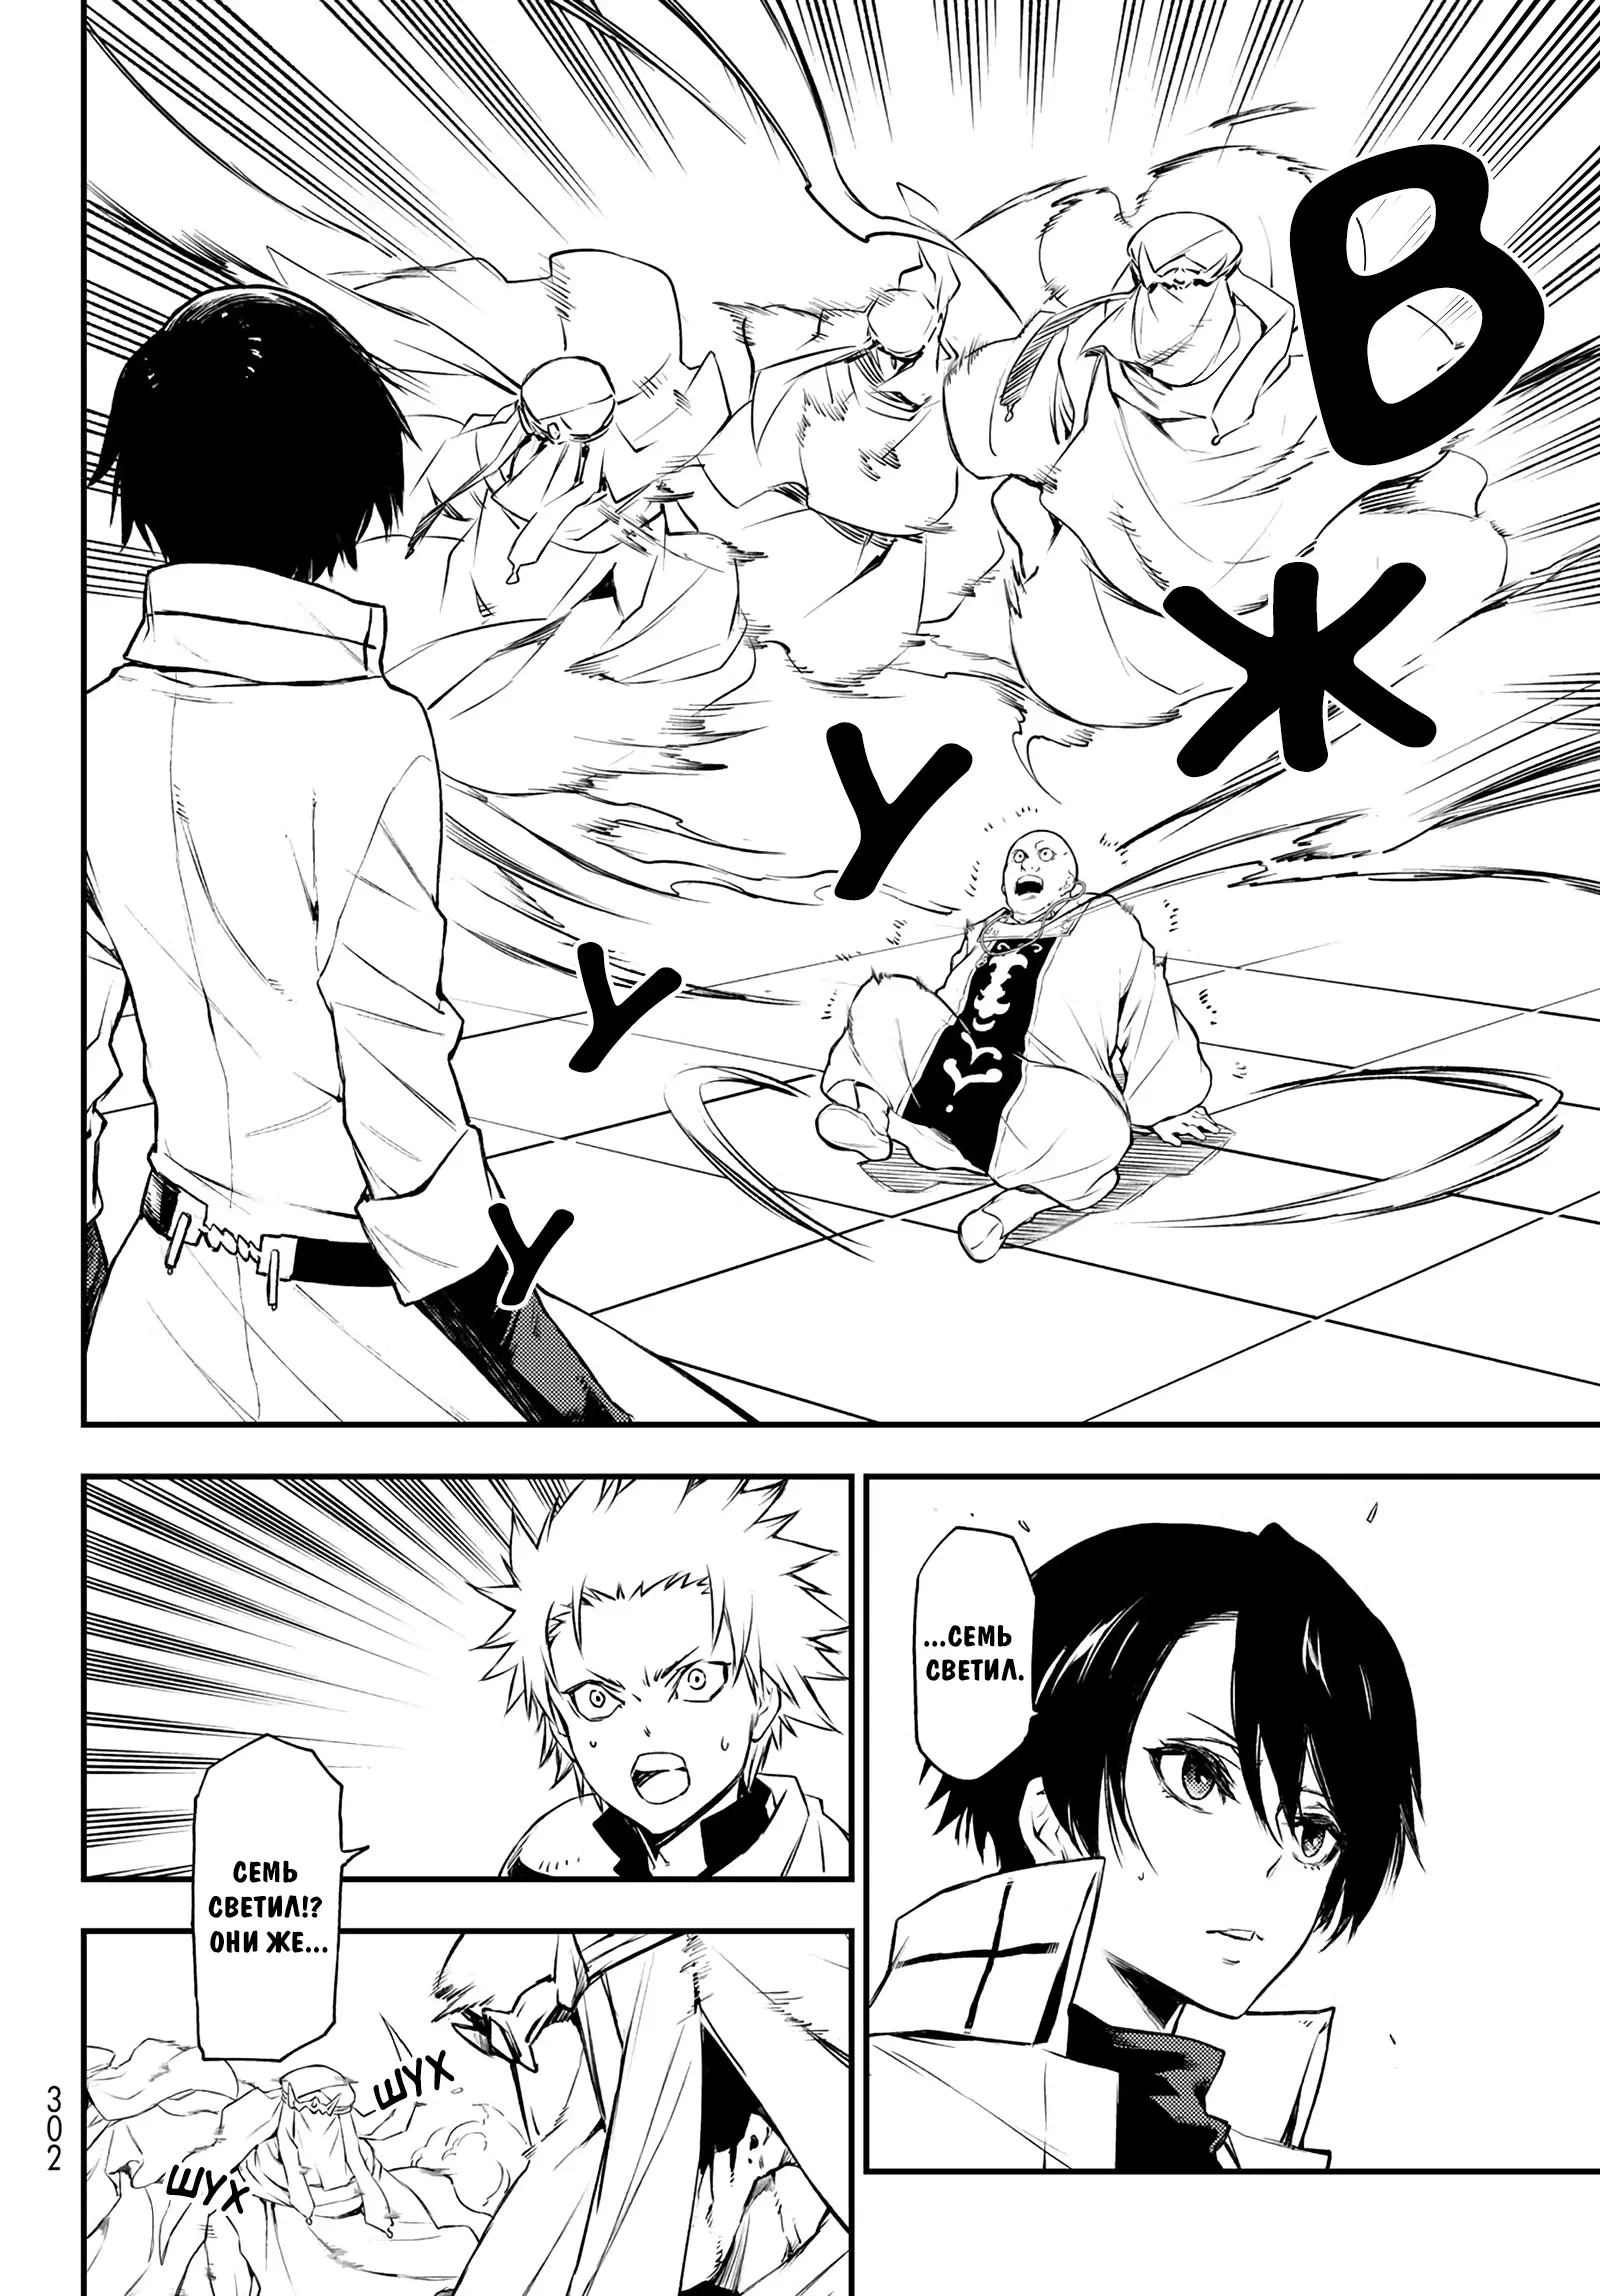 В
Ж
У
У
У
...СЕМЬ
СВЕТИЛ.
СЕМЬ
СВЕТИЛ!?
ОНИ ЖЕ...
ШУХ
ШУХ
302